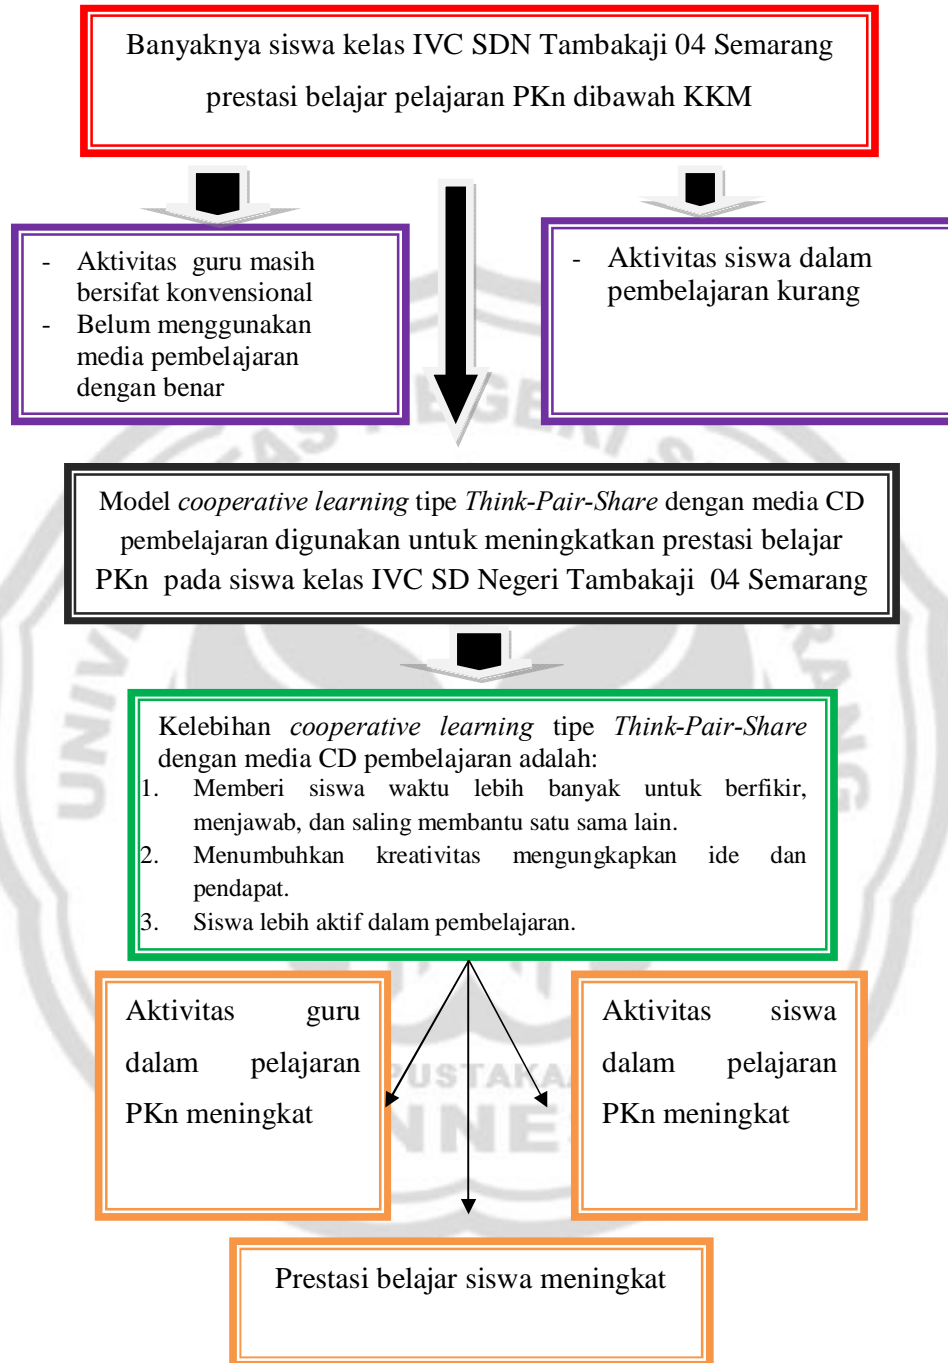 Banyaknya siswa kelas IVC SDN Tambakaji 04 Semarang
prestasi belajar pelajaran PKn dibawah KKM
- Aktivitas guru masih
bersifat konvensional
- Belum menggunakan
media pembelajaran
dengan benar
- Aktivitas siswa dalam
pembelajaran kurang
Model cooperative learning tipe Think-Pair-Share dengan media CD
pembelajaran digunakan untuk meningkatkan prestasi belajar
PKn pada siswa kelas IVC SD Negeri Tambakaji 04 Semarang
Kelebihan cooperative learning tipe Think-Pair-Share
dengan media CD pembelajaran adalah:
1. Memberi siswa waktu lebih banyak untuk berfikir,
menjawab, dan saling membantu satu sama lain.
2. Menumbuhkan kreativitas mengungkapkan ide dan
pendapat.
3. Siswa lebih aktif dalam pembelajaran.
Aktivitas guru
dalam pelajaran
PKn meningkat
Aktivitas siswa
dalam pelajaran
PKn meningkat
Prestasi belajar siswa meningkat